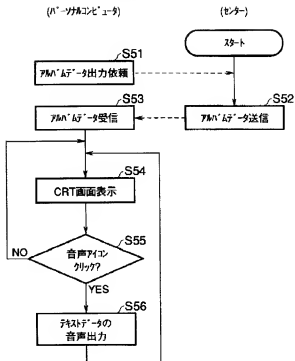 (ﾊﾟｰｿﾅﾙｺﾝﾋﾟｭｰﾀ)
(ｾﾝﾀｰ)
ｽﾀｰﾄ
S51
ｱﾙﾊﾞﾑﾃﾞｰﾀ出力依頼
S53
S52
ｱﾙﾊﾞﾑﾃﾞｰﾀ受信
ｱﾙﾊﾞﾑﾃﾞｰﾀ送信
S54
CRT画面表示
S55
音声ｱｲｺﾝ
ｸﾘｯｸ?
NO
YES
S56
ﾃｷｽﾄﾃﾞｰﾀの
音声出力